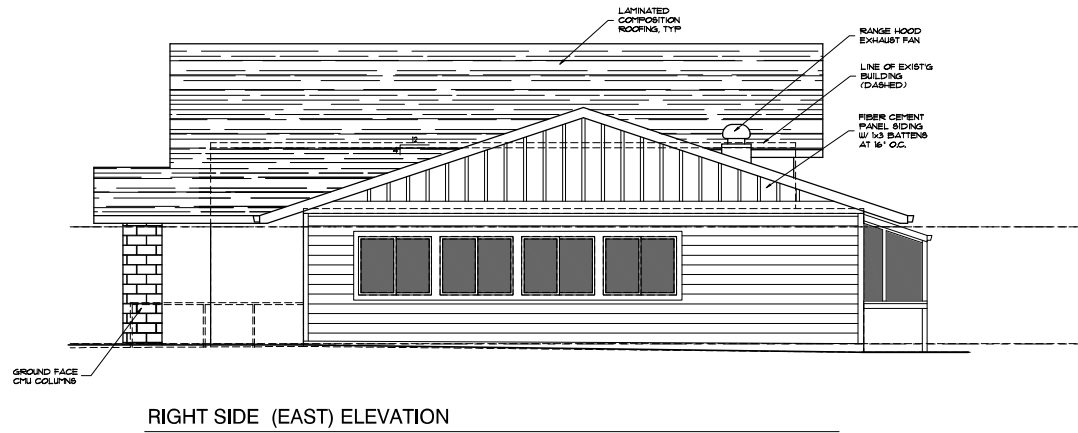 LAMINATED
COMPOSITION
ROOFING, TYP
RANGE HOOD
EXHAUST FAN
LINE OF EXIST'G
BUILDING
(DASHED)
FIBER CEMENT
PANEL SIDING
W/ 1x3 BATTENS
AT 16" O.C.
12
4
GROUND FACE
CMU COLUMNS
RIGHT SIDE (EAST) ELEVATION